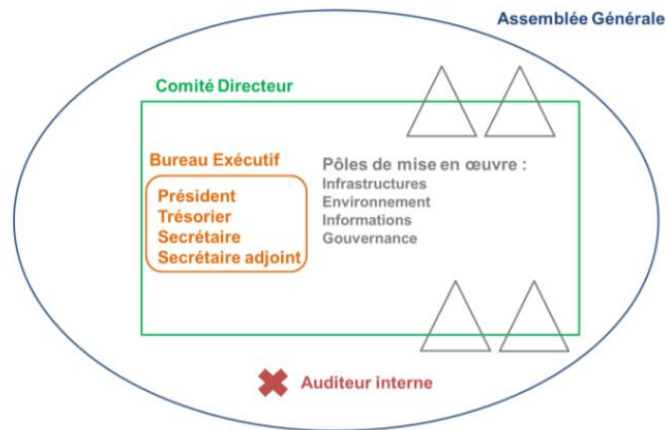 Assemblée Générale
Comité Directeur
Bureau Exécutif
Président
Trésorier
Secrétaire
Secrétaire adjoint
Pôles de mise en œuvre :
Infrastructures
Environnement
Informations
Gouvernance
Auditeur interne